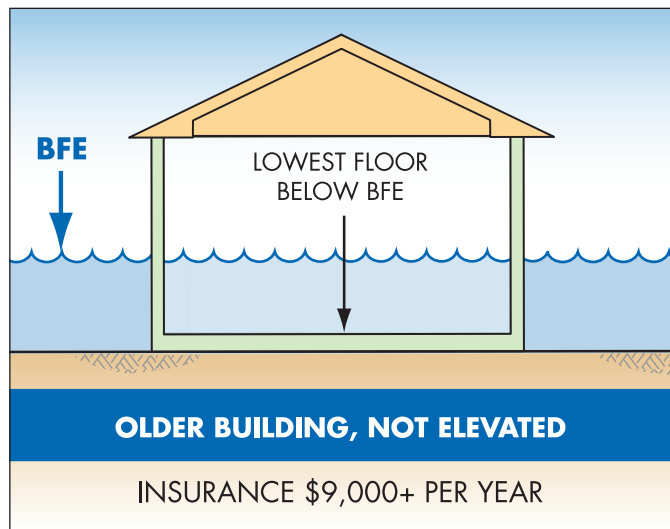 BFE
LOWEST FLOOR
BELOW BFE
OLDER BUILDING, NOT ELEVATED
INSURANCE $9,000+ PER YEAR